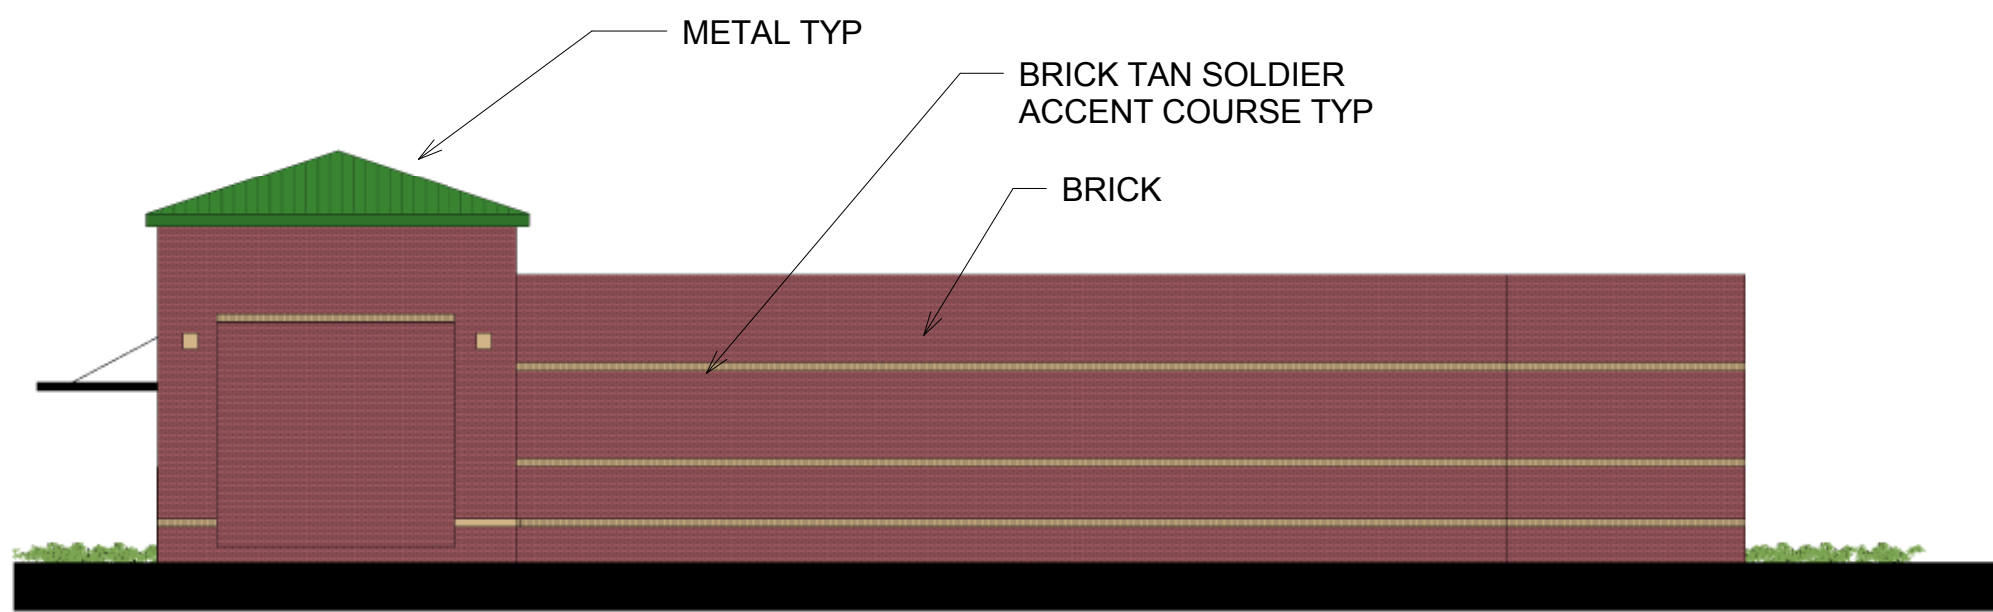 METAL TYP
BRICK TAN SOLDIER
ACCENT COURSE TYP
BRICK